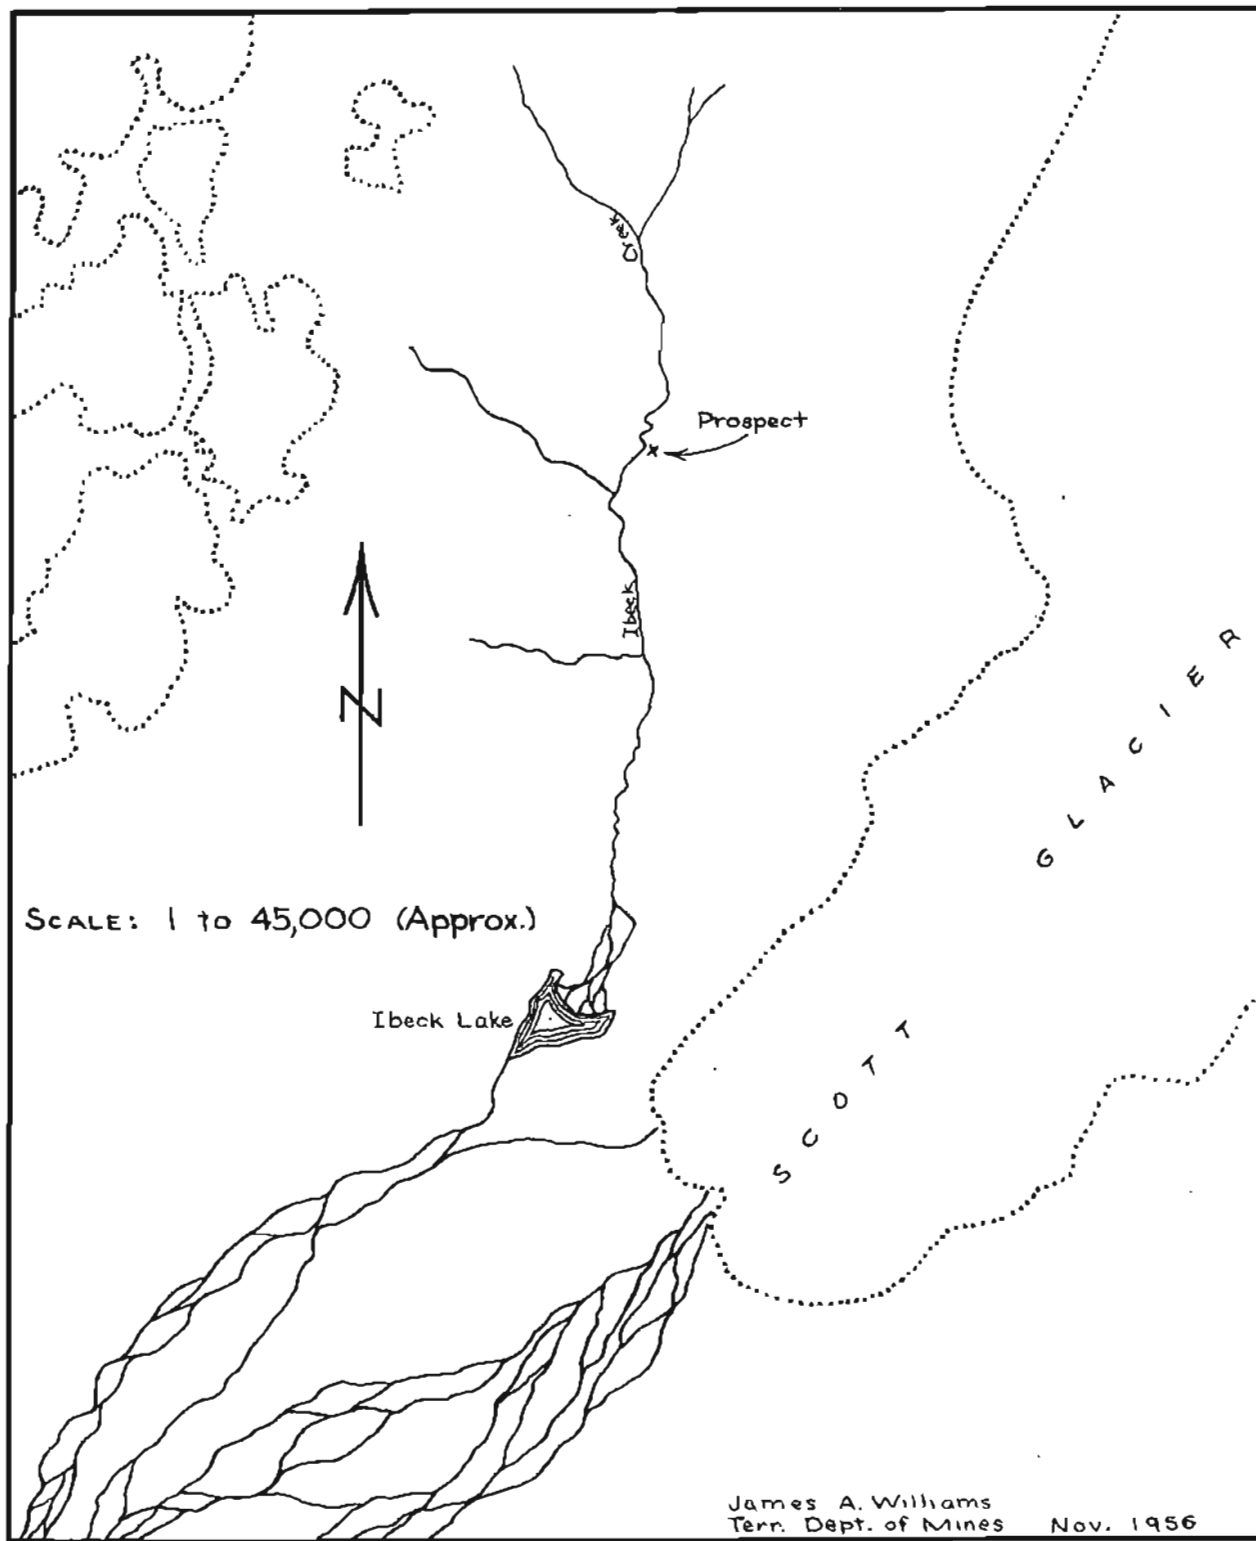 Creek
Prospect
Ibeck
N
GLACIER
SCALE: 1 to 45,000 (Approx.)
Ibeck Lake
SCOTT
James A. Williams
Terr. Dept. of Mines Nov. 1956